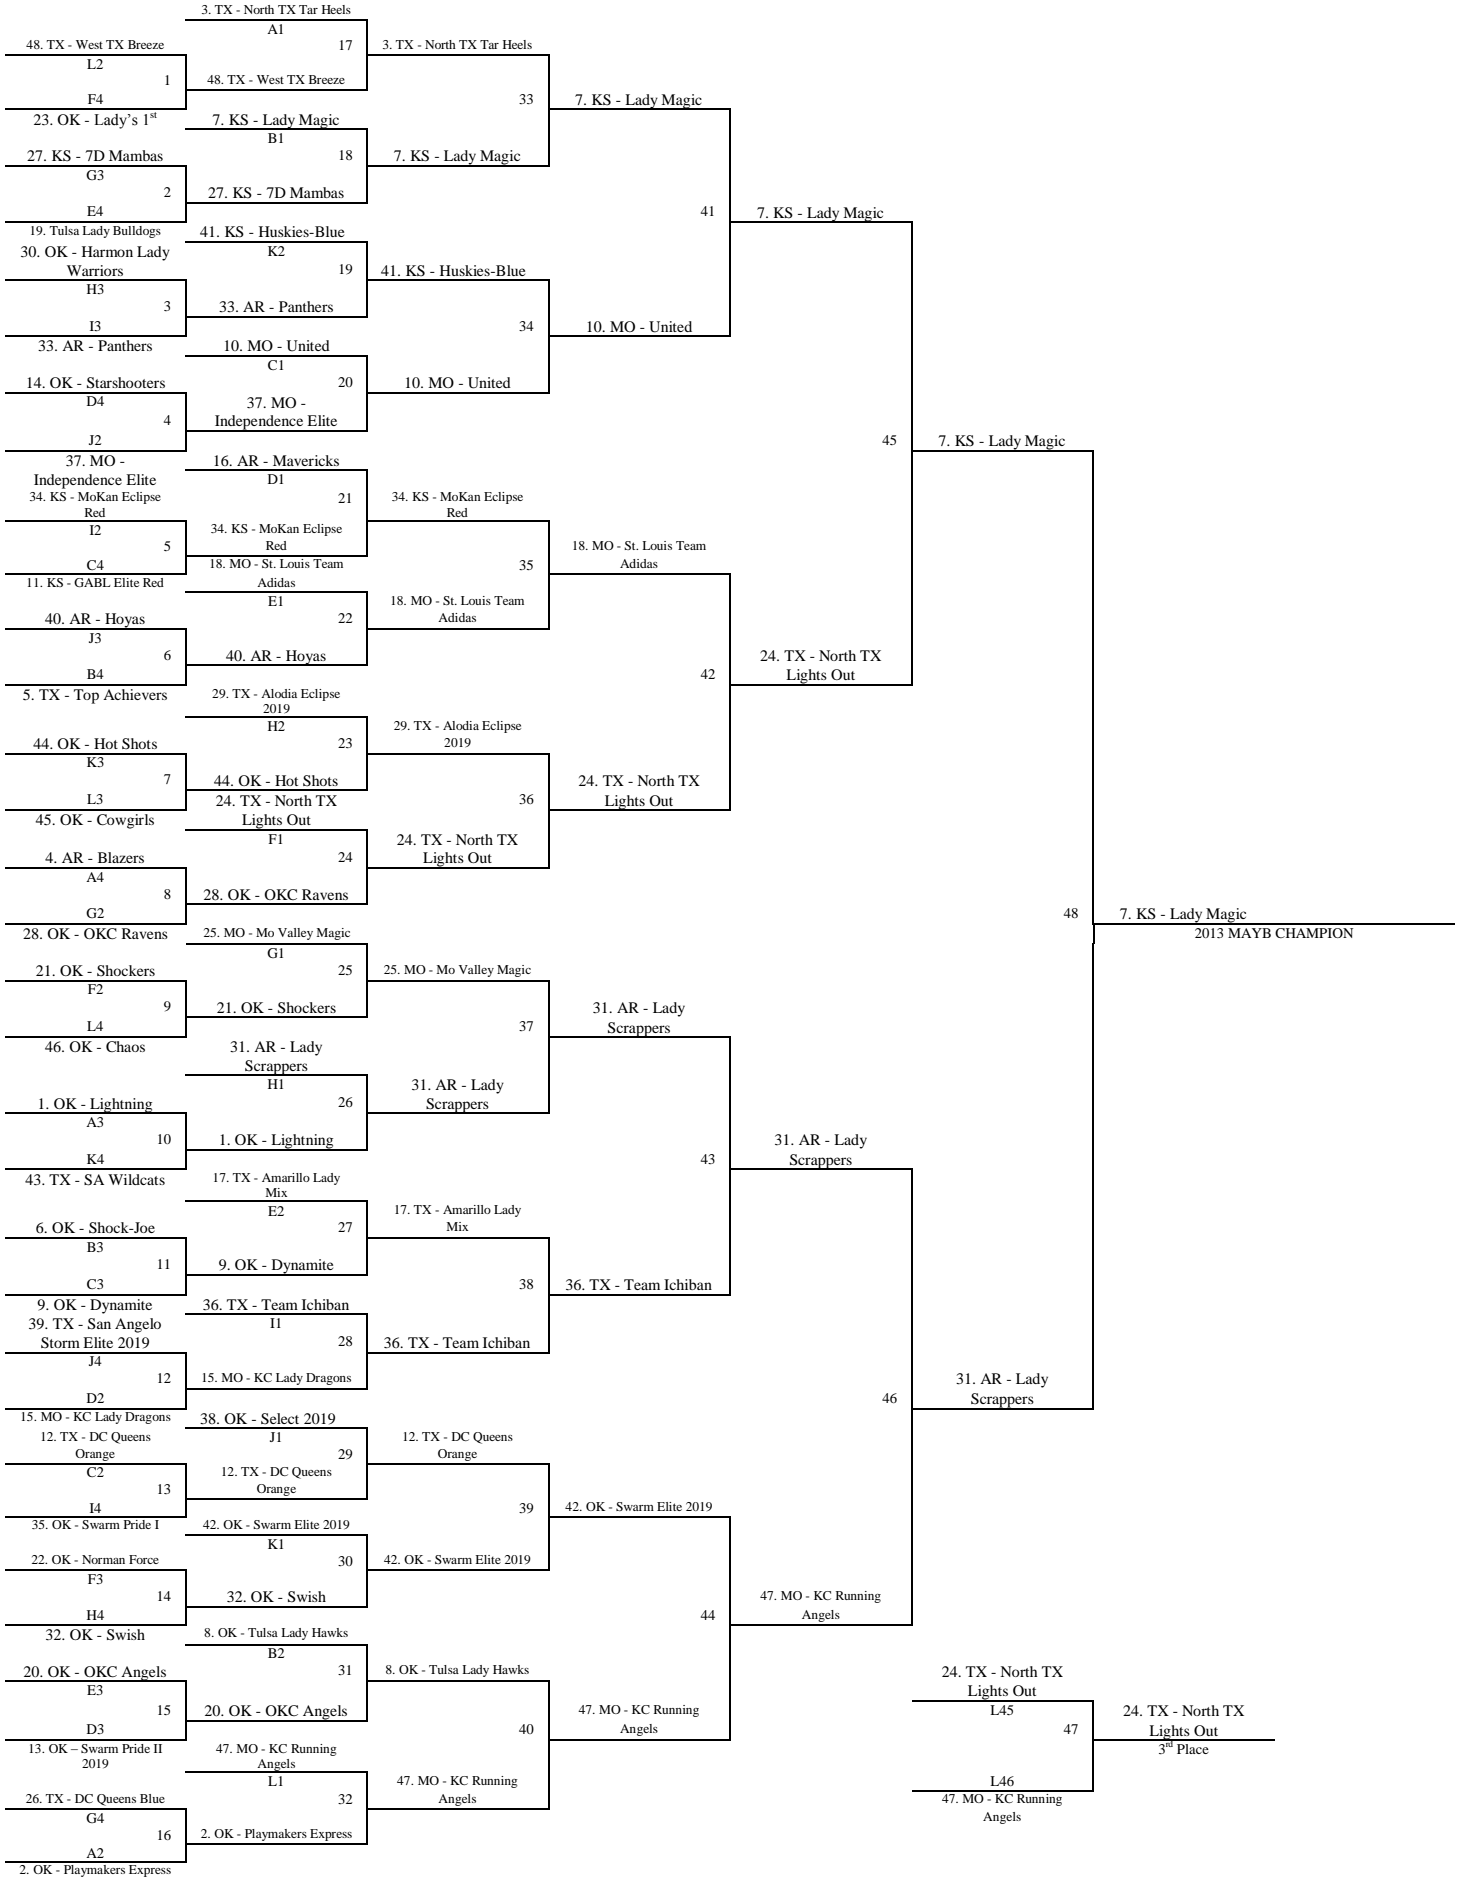 3. TX - North TX Tar Heels
A1
17
48. TX - West TX Breeze
3. TX - North TX Tar Heels
L2
1
48. TX - West TX Breeze
F4
33
7. KS - Lady Magic
23. OK - Lady's 1st
7. KS - Lady Magic
B1
27. KS - 7D Mambas
18
7. KS - Lady Magic
G3
2
27. KS - 7D Mambas
E4
41
7. KS - Lady Magic
19. Tulsa Lady Bulldogs
41. KS - Huskies-Blue
30. OK - Harmon Lady
Warriors
K2
19
41. KS - Huskies-Blue
H3
3
33. AR - Panthers
I3
34
10. MO - United
33. AR - Panthers
10. MO - United
C1
14. OK - Starshooters
20
10. MO - United
D4
4
37. MO -
Independence Elite
J2
45
7. KS - Lady Magic
37. MO -
Independence Elite
16. AR - Mavericks
D1
34. KS - MoKan Eclipse
Red
21
34. KS - MoKan Eclipse
Red
I2
5
34. KS - MoKan Eclipse
Red
C4
35
18. MO - St. Louis Team
Adidas
11. KS - GABL Elite Red
18. MO - St. Louis Team
Adidas
E1
40. AR - Hoyas
22
18. MO - St. Louis Team
Adidas
J3
6
40. AR - Hoyas
B4
42
24. TX - North TX
Lights Out
5. TX - Top Achievers
29. TX - Alodia Eclipse
2019
H2
44. OK - Hot Shots
23
29. TX - Alodia Eclipse
2019
K3
7
44. OK - Hot Shots
L3
36
24. TX - North TX
Lights Out
45. OK - Cowgirls
24. TX - North TX
Lights Out
F1
4. AR - Blazers
24
24. TX - North TX
Lights Out
A4
8
28. OK - OKC Ravens
G2
48
7. KS - Lady Magic
2013 MAYB CHAMPION
28. OK - OKC Ravens
25. MO - Mo Valley Magic
G1
21. OK - Shockers
25
25. MO - Mo Valley Magic
F2
9
21. OK - Shockers
L4
37
31. AR - Lady
Scrappers
46. OK - Chaos
31. AR - Lady
Scrappers
H1
1. OK - Lightning
26
31. AR - Lady
Scrappers
A3
10
1. OK - Lightning
K4
43
31. AR - Lady
Scrappers
43. TX - SA Wildcats
17. TX - Amarillo Lady
Mix
E2
6. OK - Shock-Joe
27
17. TX - Amarillo Lady
Mix
B3
11
9. OK - Dynamite
C3
38
36. TX - Team Ichiban
9. OK - Dynamite
36. TX - Team Ichiban
I1
39. TX - San Angelo
Storm Elite 2019
28
36. TX - Team Ichiban
J4
12
15. MO - KC Lady Dragons
D2
46
31. AR - Lady
Scrappers
15. MO - KC Lady Dragons
38. OK - Select 2019
J1
12. TX - DC Queens
Orange
29
12. TX - DC Queens
Orange
C2
13
12. TX - DC Queens
Orange
I4
39
42. OK - Swarm Elite 2019
35. OK - Swarm Pride I
42. OK - Swarm Elite 2019
K1
22. OK - Norman Force
30
42. OK - Swarm Elite 2019
F3
14
32. OK - Swish
H4
44
47. MO - KC Running
Angels
32. OK - Swish
8. OK - Tulsa Lady Hawks
B2
20. OK - OKC Angels
31
8. OK - Tulsa Lady Hawks
E3
15
20. OK - OKC Angels
D3
40
47. MO - KC Running
Angels
13. OK – Swarm Pride II
2019
47. MO - KC Running
Angels
L1
26. TX - DC Queens Blue
32
47. MO - KC Running
Angels
G4
16
2. OK - Playmakers Express
A2
2. OK - Playmakers Express
24. TX - North TX
Lights Out
L45
47
24. TX - North TX
Lights Out
3rd Place
L46
47. MO - KC Running
Angels